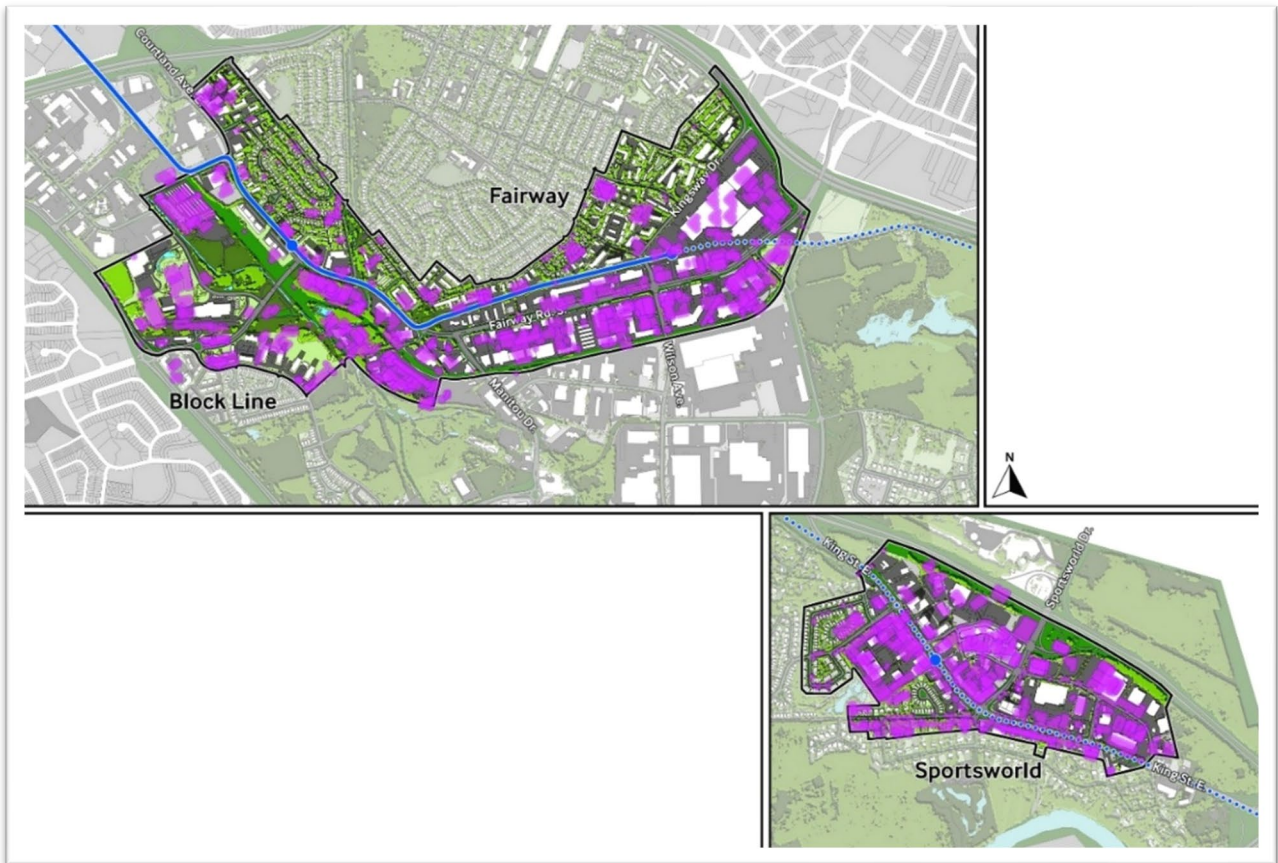 Courtland Ave.
Fairway
Kingsway Dr.
Fairway Rd. S.
Wilson Ave.
Manitou Dr.
Block Line
N
King St. E.
Sportsworld Dr.
Sportsworld
King St. E.